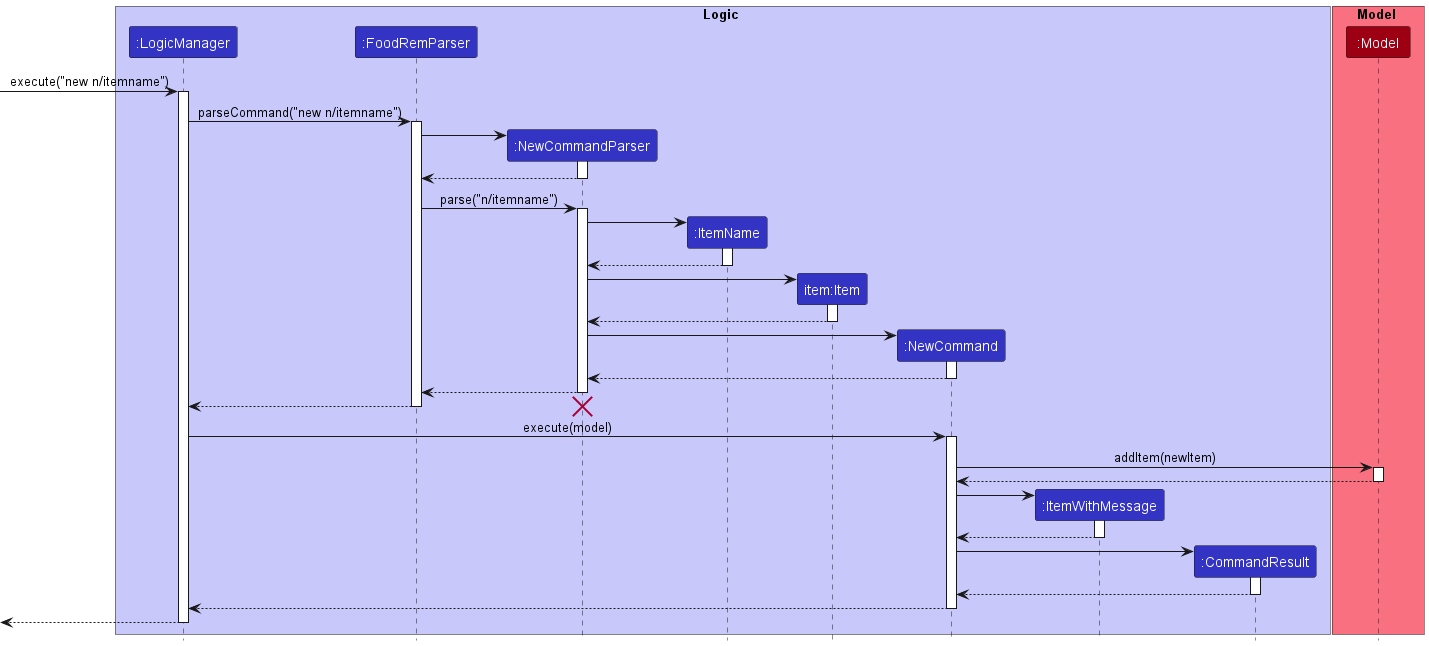 Logic
Model
:LogicManager
:FoodRemParser
:Model
execute("new n/itemname")
parseCommand("new n/itemname")
:NewCommandParser
parse("n/itemname")
:ItemName
item:Item
:NewCommand
execute(model)
addItem(newItem)
:ItemWithMessage
:CommandResult